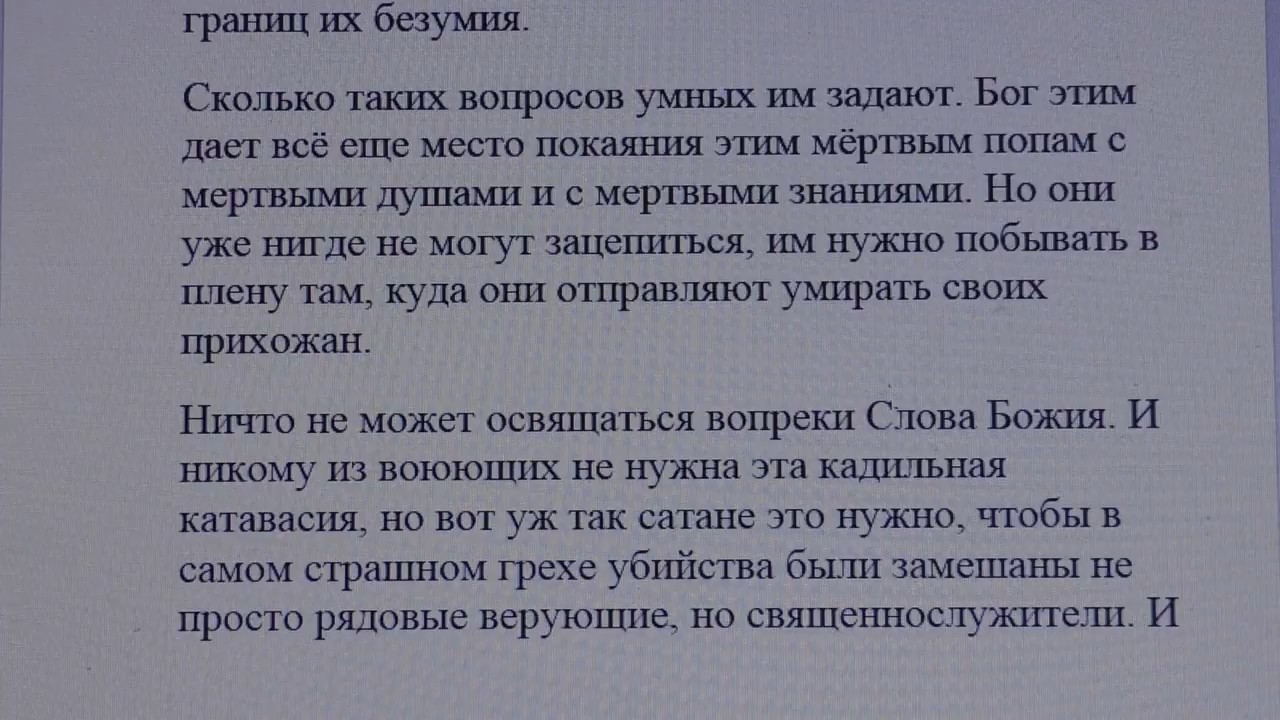 границ их безумия.
Сколько таких вопросов умных им задают. Бог этим
дает всё еще место покаяния этим мёртвым попам с
мертвыми душами и с мертвыми знаниями. Но они
уже нигде не могут зацепиться, им нужно побывать в
плену там, куда они отправляют умирать своих
прихожан.
Ничто не может освящаться вопреки Слова Божия. И
никому из воюющих не нужна эта кадильная
катавасия, но вот уж так сатане это нужно, чтобы в
самом страшном грехе убийства были замешаны не
просто рядовые верующие, но священнослужители. И